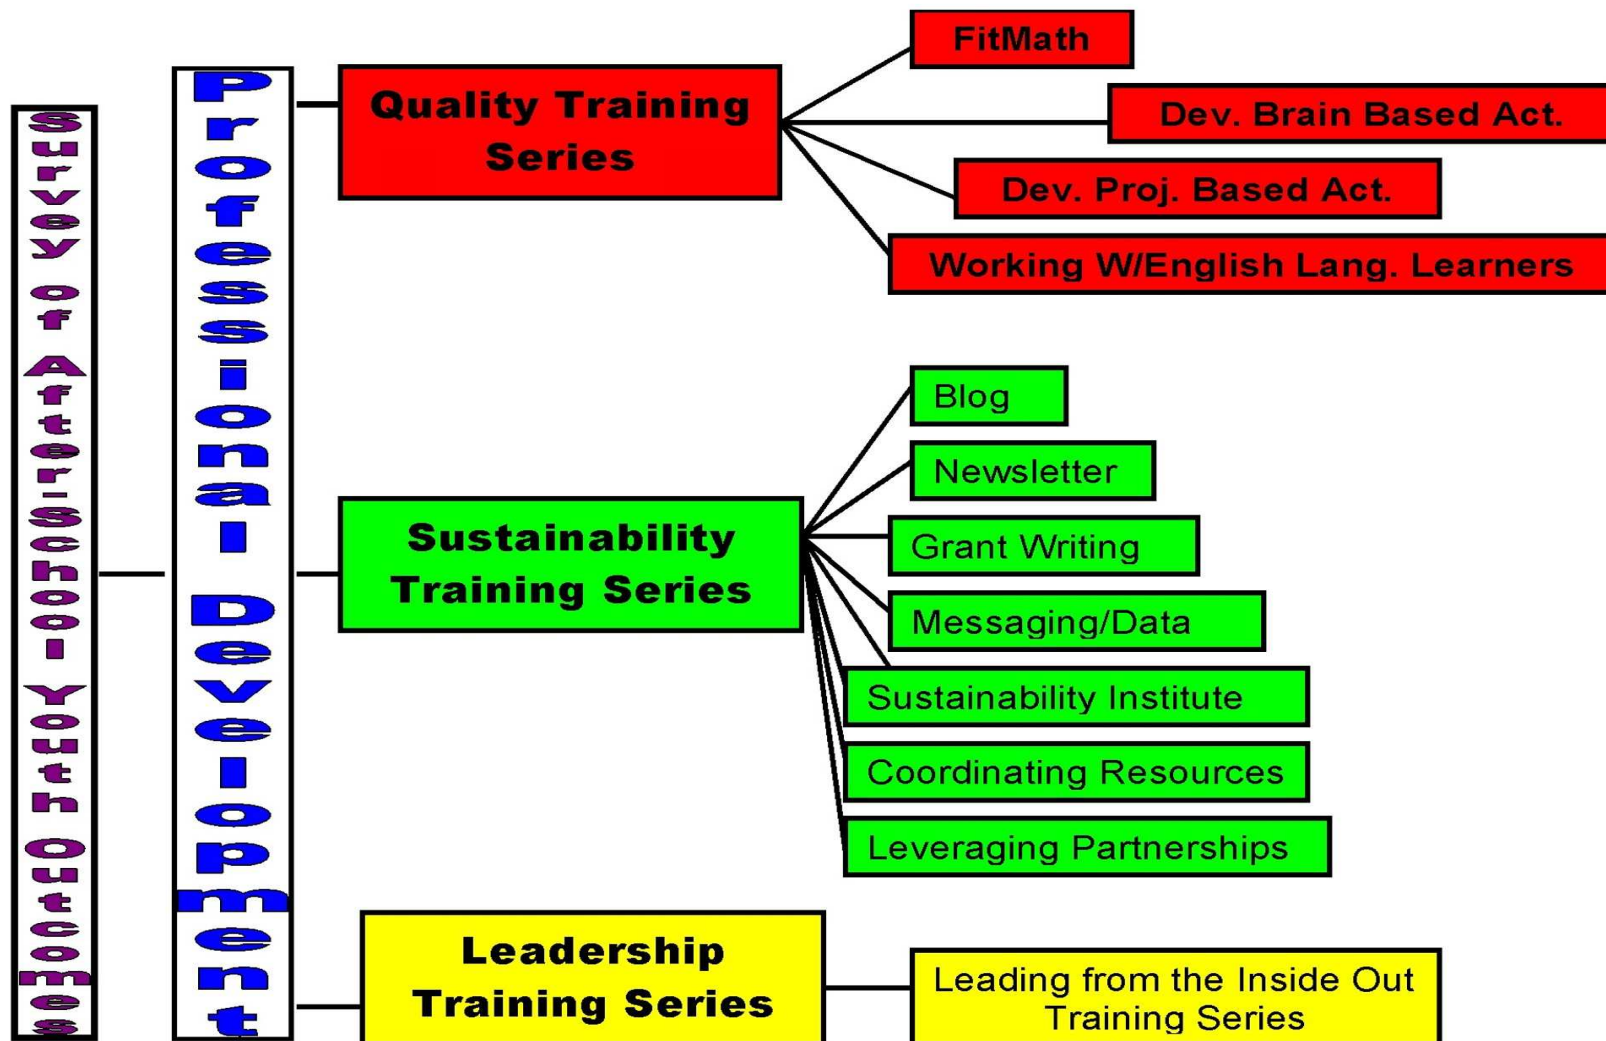 Survey of After-School Youth Outcomes
Professional Development
Quality Training
Series
FitMath
Dev. Brain Based Act.
Dev. Proj. Based Act.
Working W/English Lang. Learners
Sustainability
Training Series
Blog
Newsletter
Grant Writing
Messaging/Data
Sustainability Institute
Coordinating Resources
Leveraging Partnerships
Leadership
Training Series
Leading from the Inside Out
Training Series